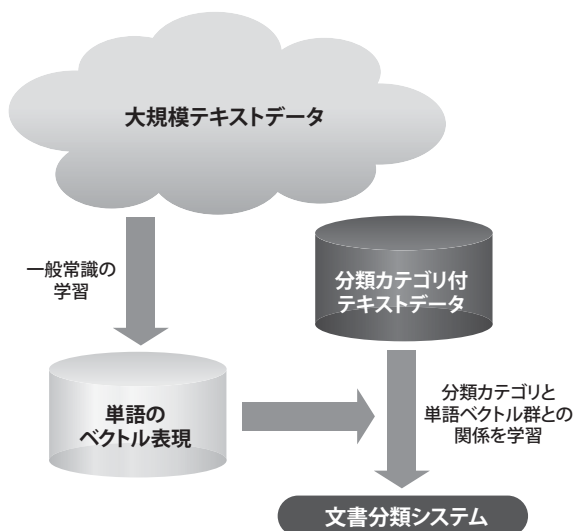 大規模テキストデータ
一般常識の
学習
分類カテゴリ付
テキストデータ
単語の
ベクトル表現
分類カテゴリと
単語ベクトル群との
関係を学習
文書分類システム